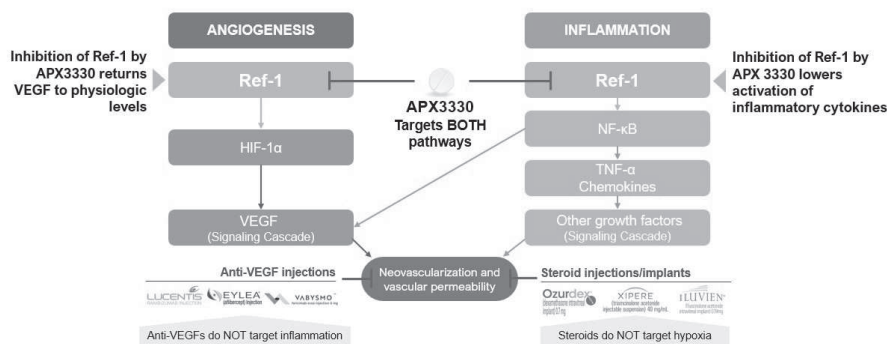 ANGIOGENESIS
INFLAMMATION
Inhibition of Ref-1 by
APX3330 returns
VEGF to physiologic
levels
Ref-1
Ref-1
Inhibition of Ref-1 by
APX 3330 lowers
activation of
inflammatory cytokines
APX3330
Targets BOTH
pathways
HIF-1α
NF-κB
TNF-α
Chemokines
VEGF
(Signaling Cascade)
Other growth factors
(Signaling Cascade)
Neovascularization and
vascular permeability
Anti-VEGF injections
Steroid injections/implants
LUCENTIS
EYLEA
VABYSMO
Ozurdex
XIPERE
ILUVIEN
Anti-VEGFs do NOT target inflammation
Steroids do NOT target hypoxia